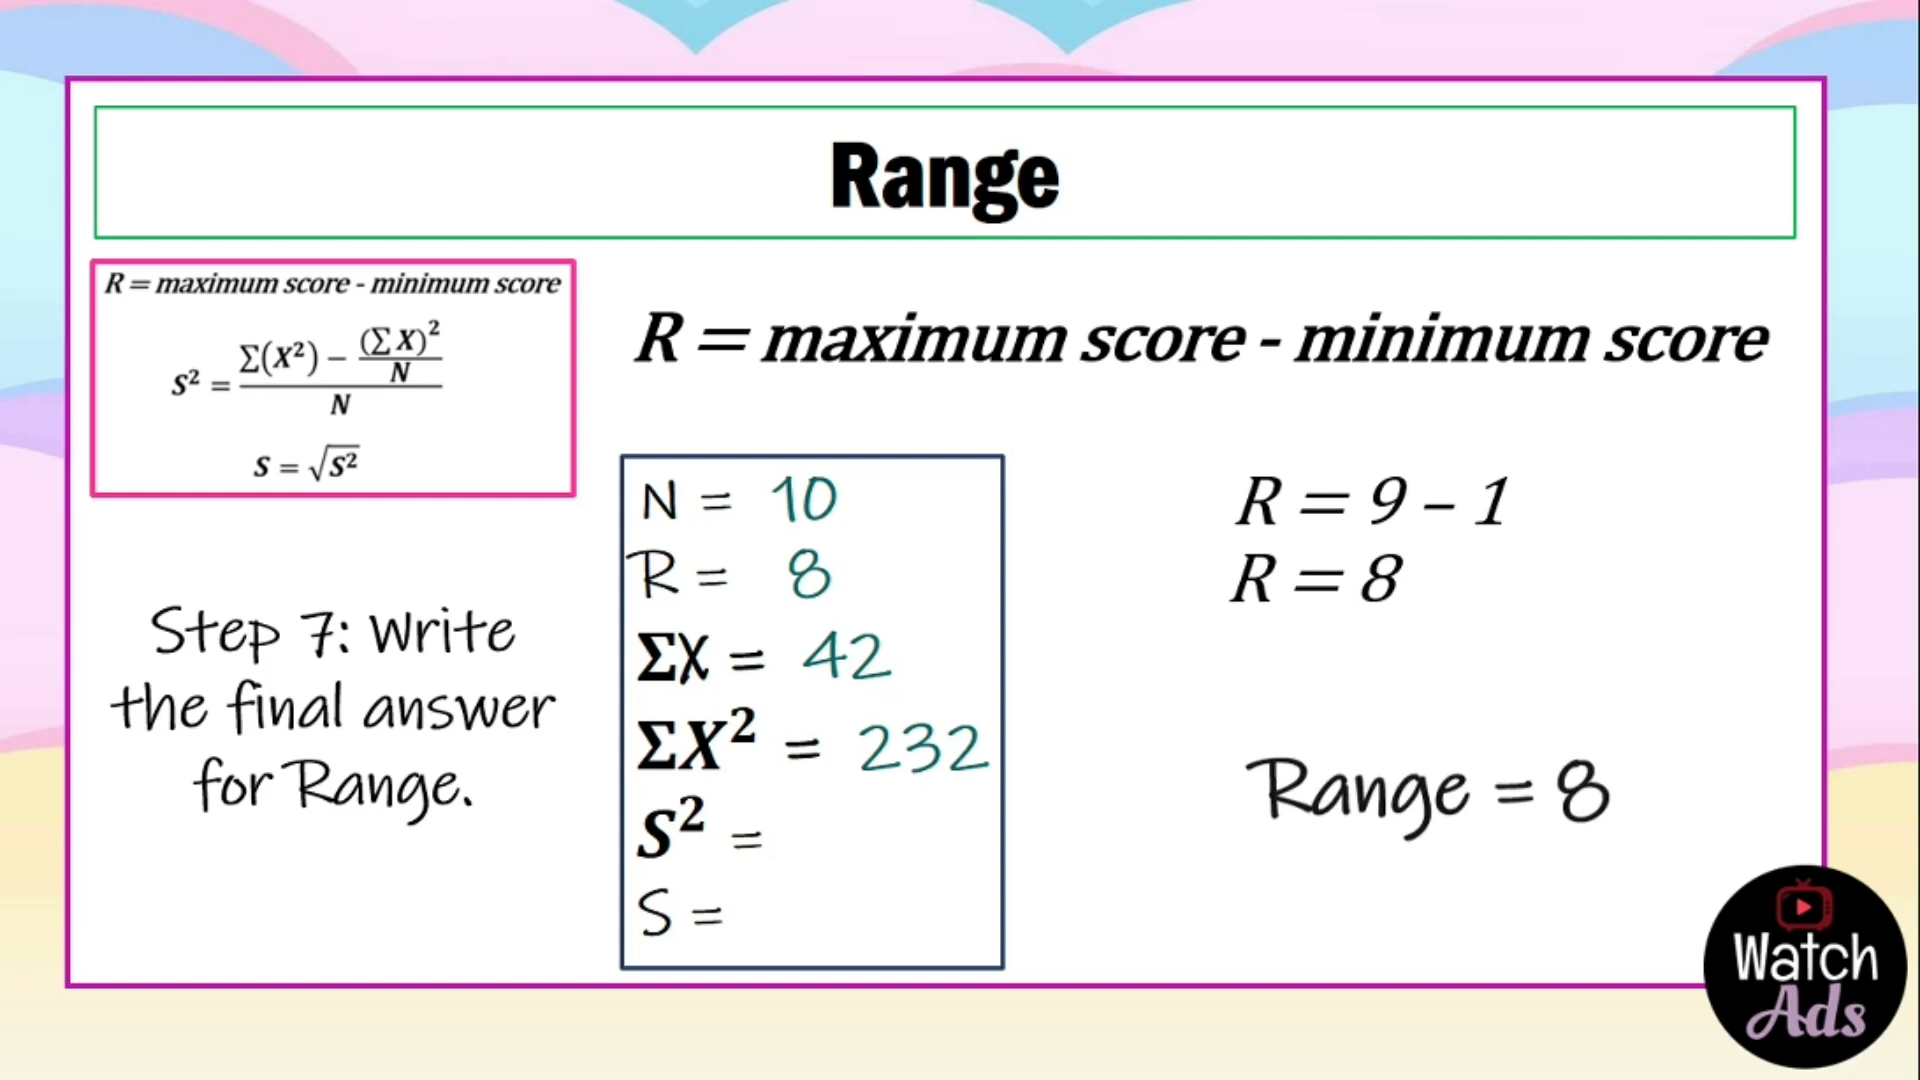 Range
R = maximum score - minimum score
S² = (Σ(X²) − (ΣX)²/N)/N
S = √S²
Step 7: Write
the final answer
for Range.
R = maximum score - minimum score
N = 10
R = 8
ΣX = 42
ΣX² = 232
S² =
S =
R = 9 – 1
R = 8
Range = 8
Watch
Ads